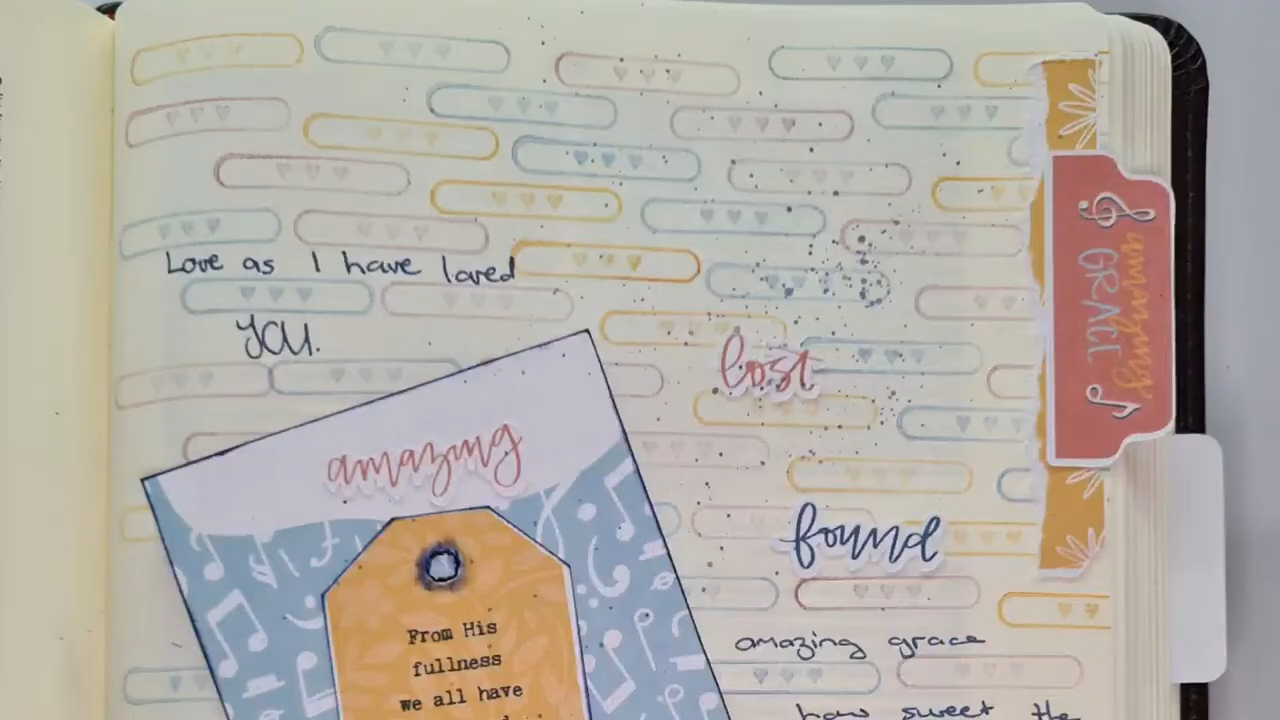 Love as I have loved
YOU.
amazing
From His
fullness
we all have
lost
found
amazing grace
how sweet the
amazing
GRACE